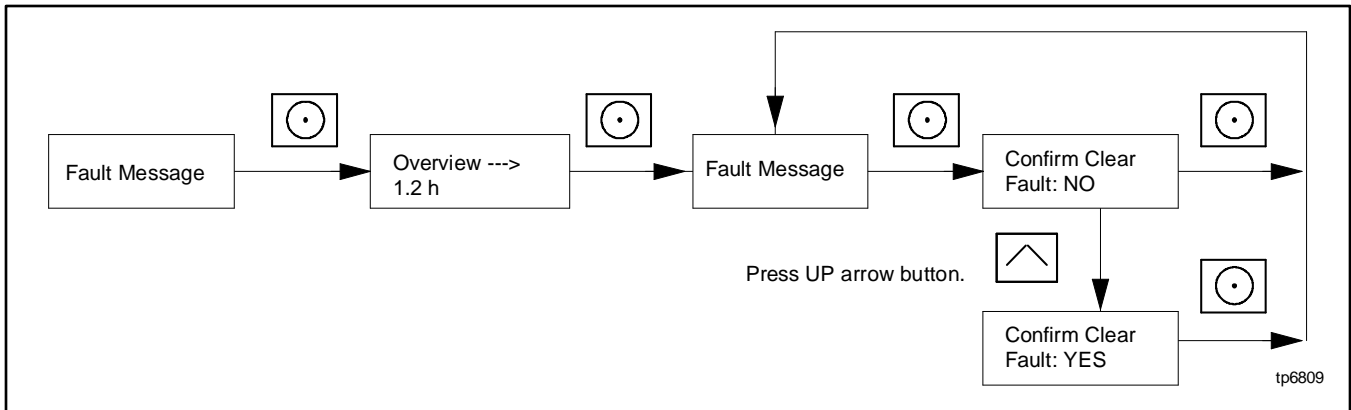 Fault Message
Overview --->
1.2 h
Fault Message
Confirm Clear
Fault: NO
Press UP arrow button.
Confirm Clear
Fault: YES
tp6809